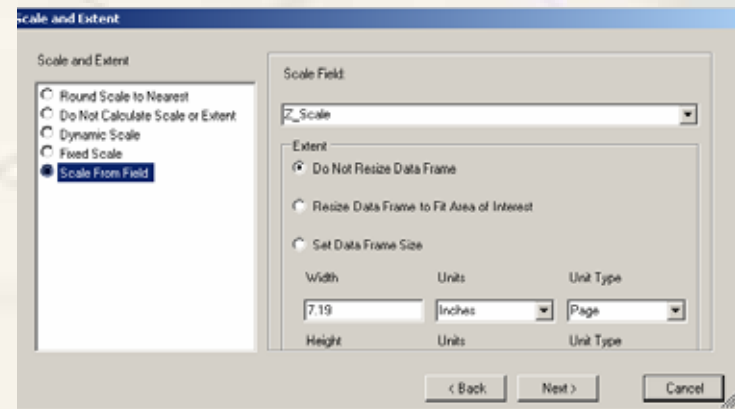 Scale and Extent
Scale and Extent
Round Scale to Nearest
Do Not Calculate Scale or Extent
Dynamic Scale
Fixed Scale
Scale From Field
Scale Field:
Z_Scale
Extent
Do Not Resize Data Frame
Resize Data Frame to Fit Area of Interest
Set Data Frame Size
Width Units Unit Type
7.19 Inches Page
Height Units Unit Type
< Back Next > Cancel